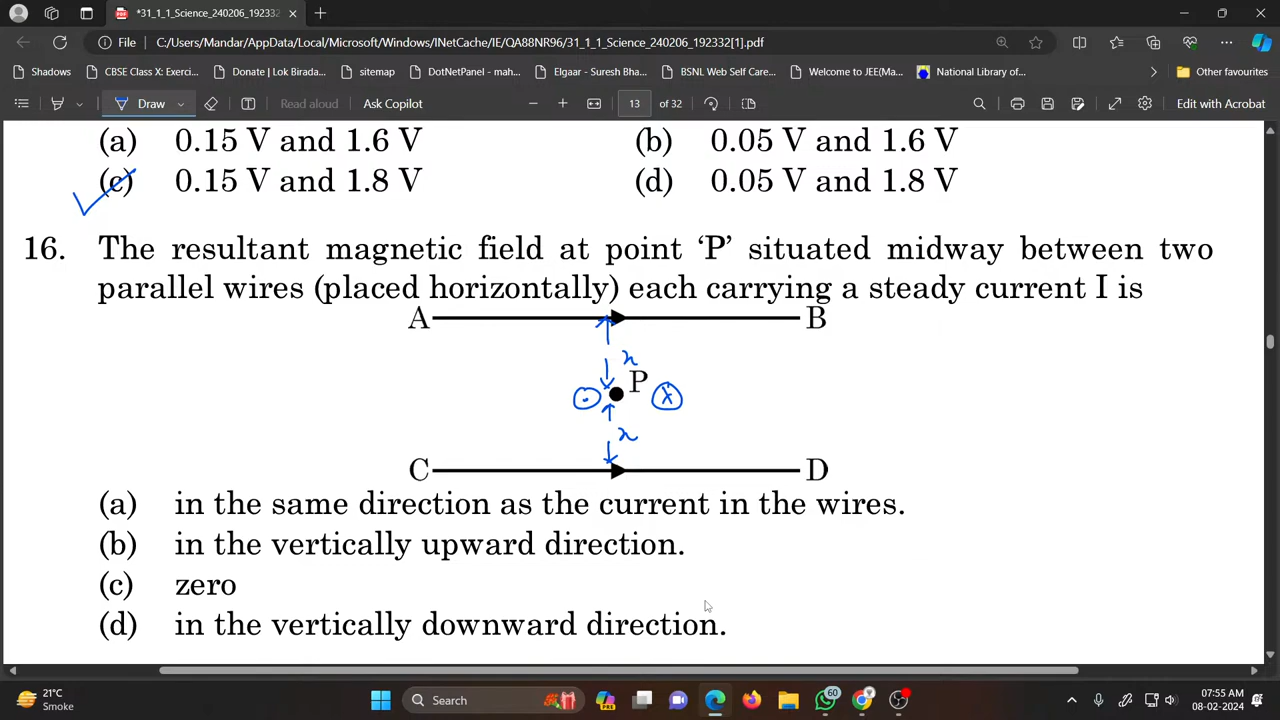 *31_1_1_Science_240206_192332
File C:/Users/Mandar/AppData/Local/Microsoft/Windows/INetCache/IE/QA88NR96/31_1_1_Science_240206_192332[1].pdf
Shadows CBSE Class X: Exerci... Donate | Lok Birada... sitemap DotNetPanel - mah... Elgaar - Suresh Bha... BSNL Web Self Care... Welcome to JEE(Ma... National Library of... Other favourites
Draw Read aloud Ask Copilot 13 of 32 Edit with Acrobat
(a) 0.15 V and 1.6 V (b) 0.05 V and 1.6 V
(c) 0.15 V and 1.8 V (d) 0.05 V and 1.8 V
16. The resultant magnetic field at point ‘P’ situated midway between two
parallel wires (placed horizontally) each carrying a steady current I is
A B
x
P
x
C D
(a) in the same direction as the current in the wires.
(b) in the vertically upward direction.
(c) zero
(d) in the vertically downward direction.
21°C
Smoke
Search
PRE
60
07:55 AM
08-02-2024